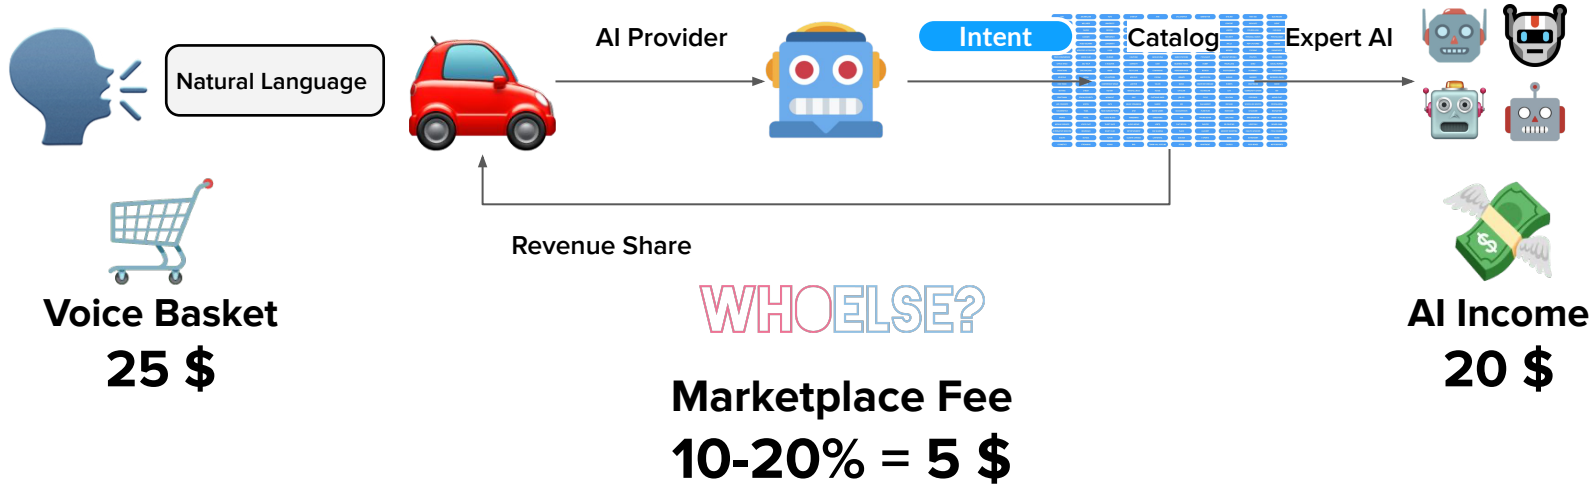 Natural Language
AI Provider
Intent
Catalog
Expert AI
Revenue Share
Voice Basket
25 $
WHOELSE?
Marketplace Fee
10-20% = 5 $
AI Income
20 $